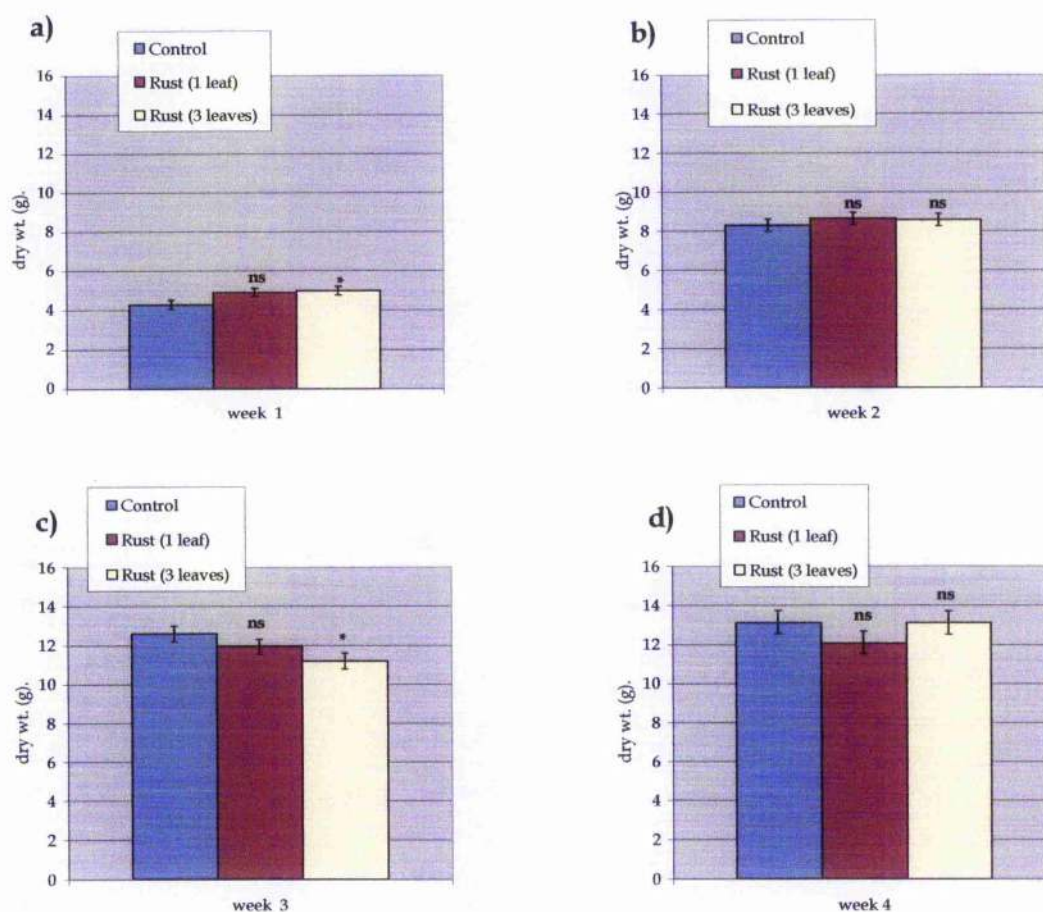 a)
Control
Rust (1 leaf)
Rust (3 leaves)
16
14
12
10
8
6
4
2
0
dry wt. (g).
ns
*
week 1
b)
Control
Rust (1 leaf)
Rust (3 leaves)
16
14
12
10
8
6
4
2
0
dry wt. (g)
ns
ns
week 2
c)
Control
Rust (1 leaf)
Rust (3 leaves)
16
14
12
10
8
6
4
2
0
dry wt. (g).
ns
*
week 3
d)
Control
Rust (1 leaf)
Rust (3 leaves)
16
14
12
10
8
6
4
2
0
dry wt. (g).
ns
ns
week 4